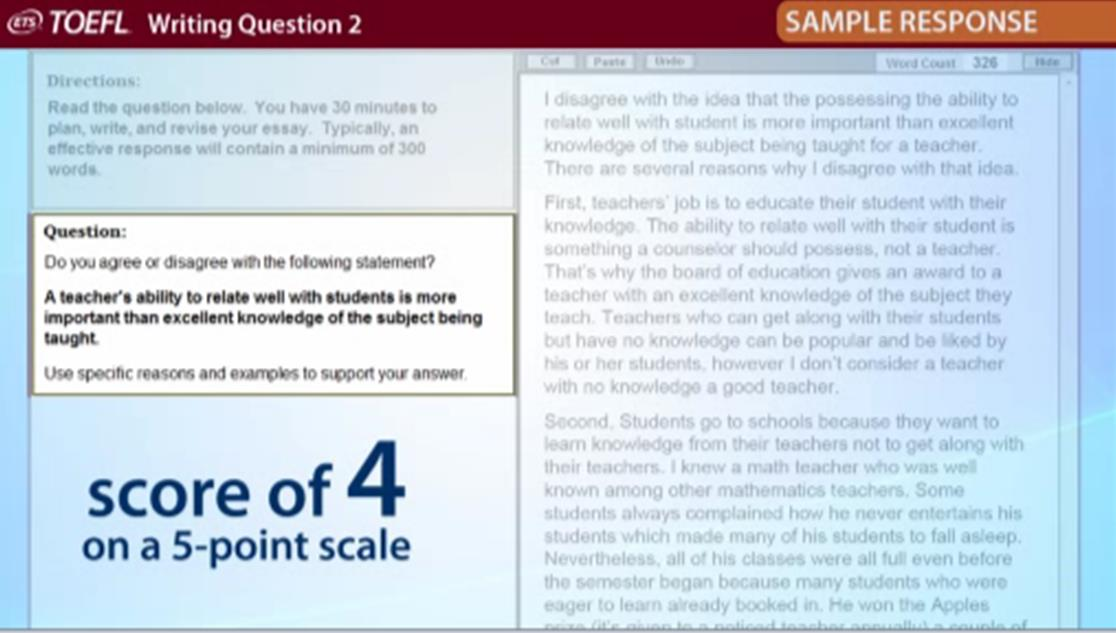 ETS TOEFL Writing Question 2
SAMPLE RESPONSE
Directions:
Read the question below. You have 30 minutes to
plan, write, and revise your essay. Typically, an
effective response will contain a minimum of 300
words.
Question:
Do you agree or disagree with the following statement?
A teacher's ability to relate well with students is more
important than excellent knowledge of the subject being
taught.
Use specific reasons and examples to support your answer.
score of 4
on a 5-point scale
Cut Paste Undo Word Count 326 Hide
I disagree with the idea that the possessing the ability to
relate well with student is more important than excellent
knowledge of the subject being taught for a teacher.
There are several reasons why I disagree with that idea.
First, teachers' job is to educate their student with their
knowledge. The ability to relate well with their student is
something a counselor should possess, not a teacher.
That's why the board of education gives an award to a
teacher with an excellent knowledge of the subject they
teach. Teachers who can get along with their students
but have no knowledge can be popular and be liked by
his or her students, however I don't consider a teacher
with no knowledge a good teacher.
Second, Students go to schools because they want to
learn knowledge from their teachers not to get along with
their teachers. I knew a math teacher who was well
known among other mathematics teachers. Some
students always complained how he never entertains his
students which made many of his students to fall asleep.
Nevertheless, all of his classes were all full even before
the semester began because many students who were
eager to learn already booked in. He won the Apples
prize (it's given to a noticed teacher annually) a couple of